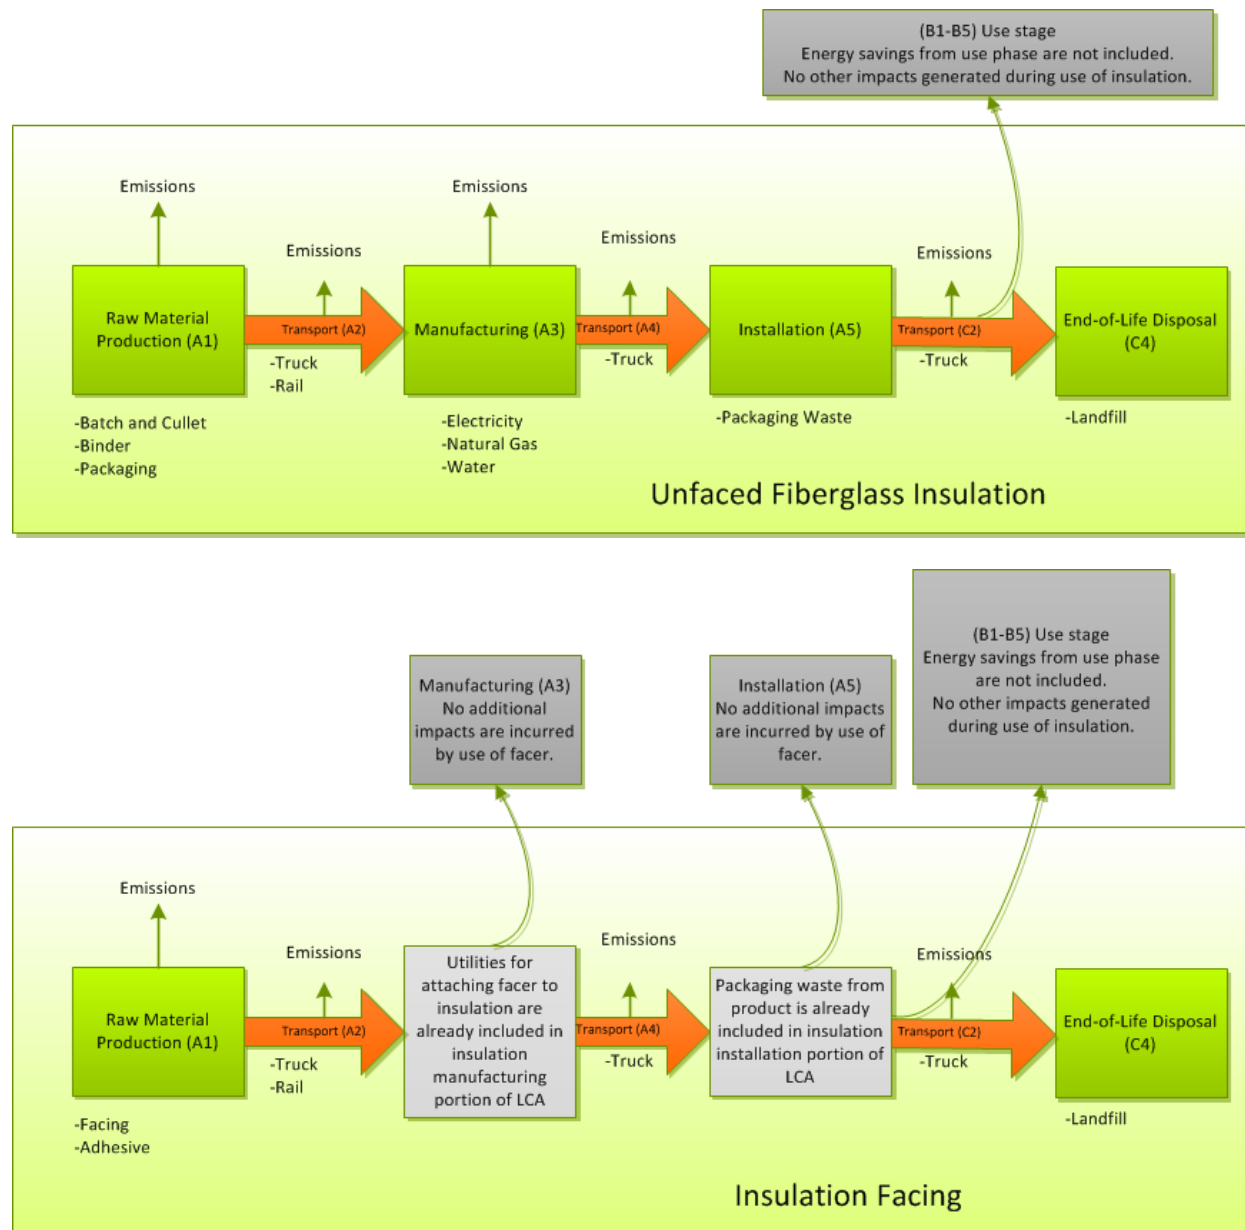 (B1-B5) Use stage
Energy savings from use phase are not included.
No other impacts generated during use of insulation.
Emissions
Emissions
Emissions
Emissions
Emissions
Raw Material
Production (A1)
Transport (A2)
Manufacturing (A3)
Transport (A4)
Installation (A5)
Transport (C2)
End-of-Life Disposal
(C4)
-Truck
-Rail
-Truck
-Truck
-Batch and Cullet
-Binder
-Packaging
-Electricity
-Natural Gas
-Water
-Packaging Waste
-Landfill
Unfaced Fiberglass Insulation
Manufacturing (A3)
No additional
impacts are incurred
by use of facer.
Installation (A5)
No additional impacts
are incurred by use of
facer.
(B1-B5) Use stage
Energy savings from use phase
are not included.
No other impacts generated
during use of insulation.
Emissions
Emissions
Emissions
Emissions
Raw Material
Production (A1)
Transport (A2)
Utilities for
attaching facer to
insulation are
already included in
insulation
manufacturing
portion of LCA
Transport (A4)
Packaging waste from
product is already
included in insulation
installation portion of
LCA
Transport (C2)
End-of-Life Disposal
(C4)
-Truck
-Rail
-Truck
-Truck
-Facing
-Adhesive
-Landfill
Insulation Facing